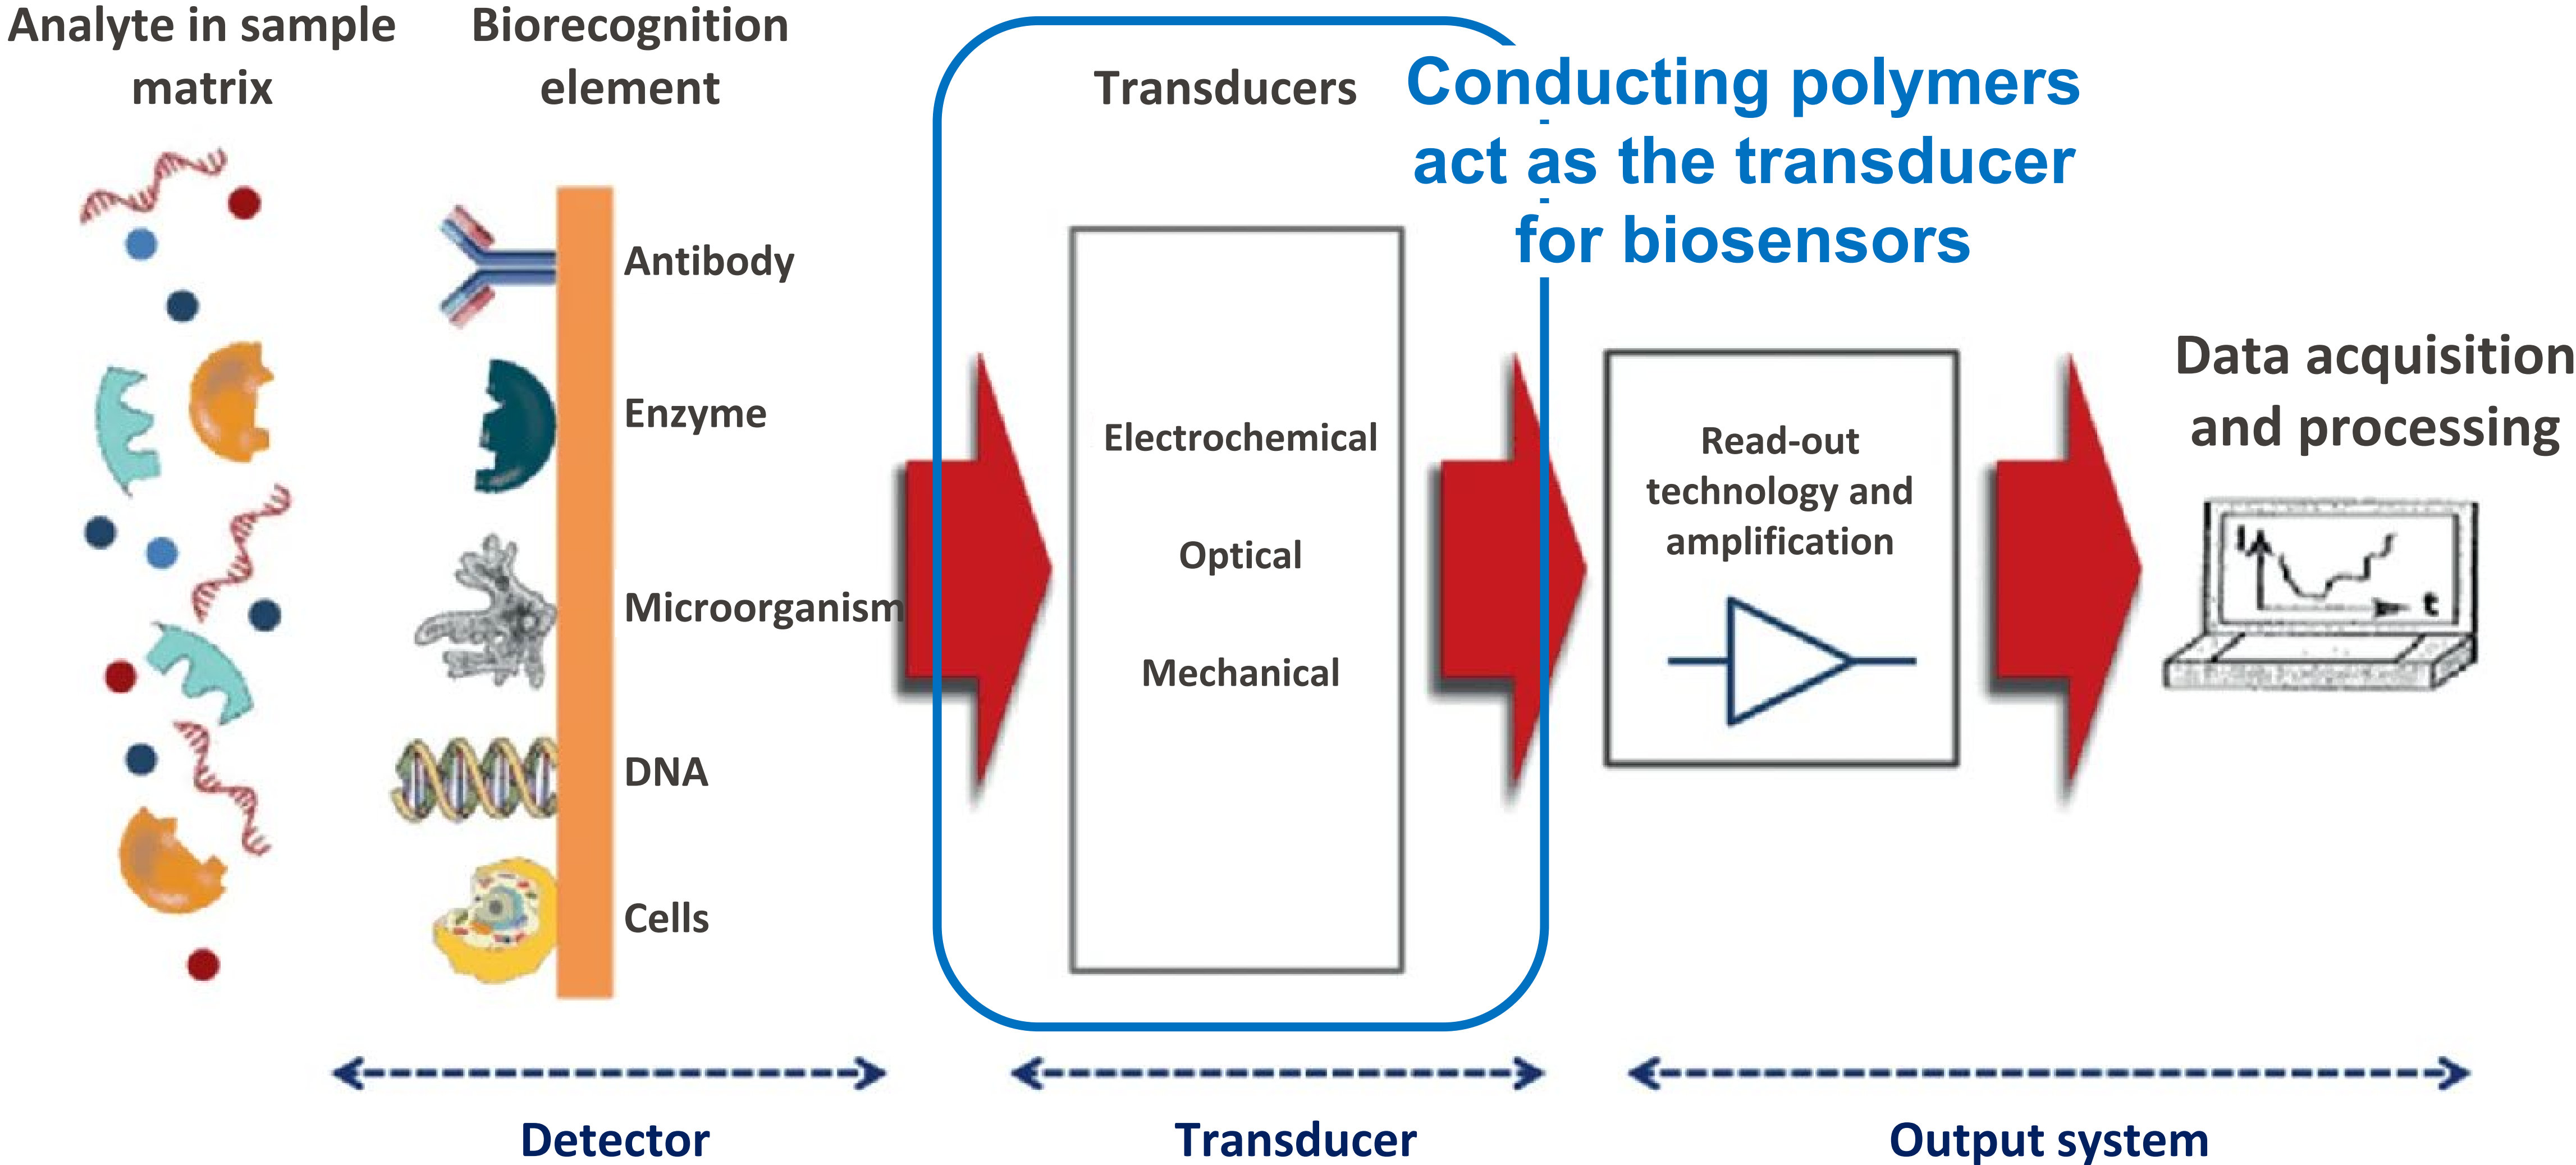 Analyte in sample
matrix
Biorecognition
element
Transducers
Conducting polymers
act as the transducer
for biosensors
Antibody
Enzyme
Microorganism
DNA
Cells
Electrochemical
Optical
Mechanical
Read-out
technology and
amplification
Data acquisition
and processing
I
t
Detector
Transducer
Output system